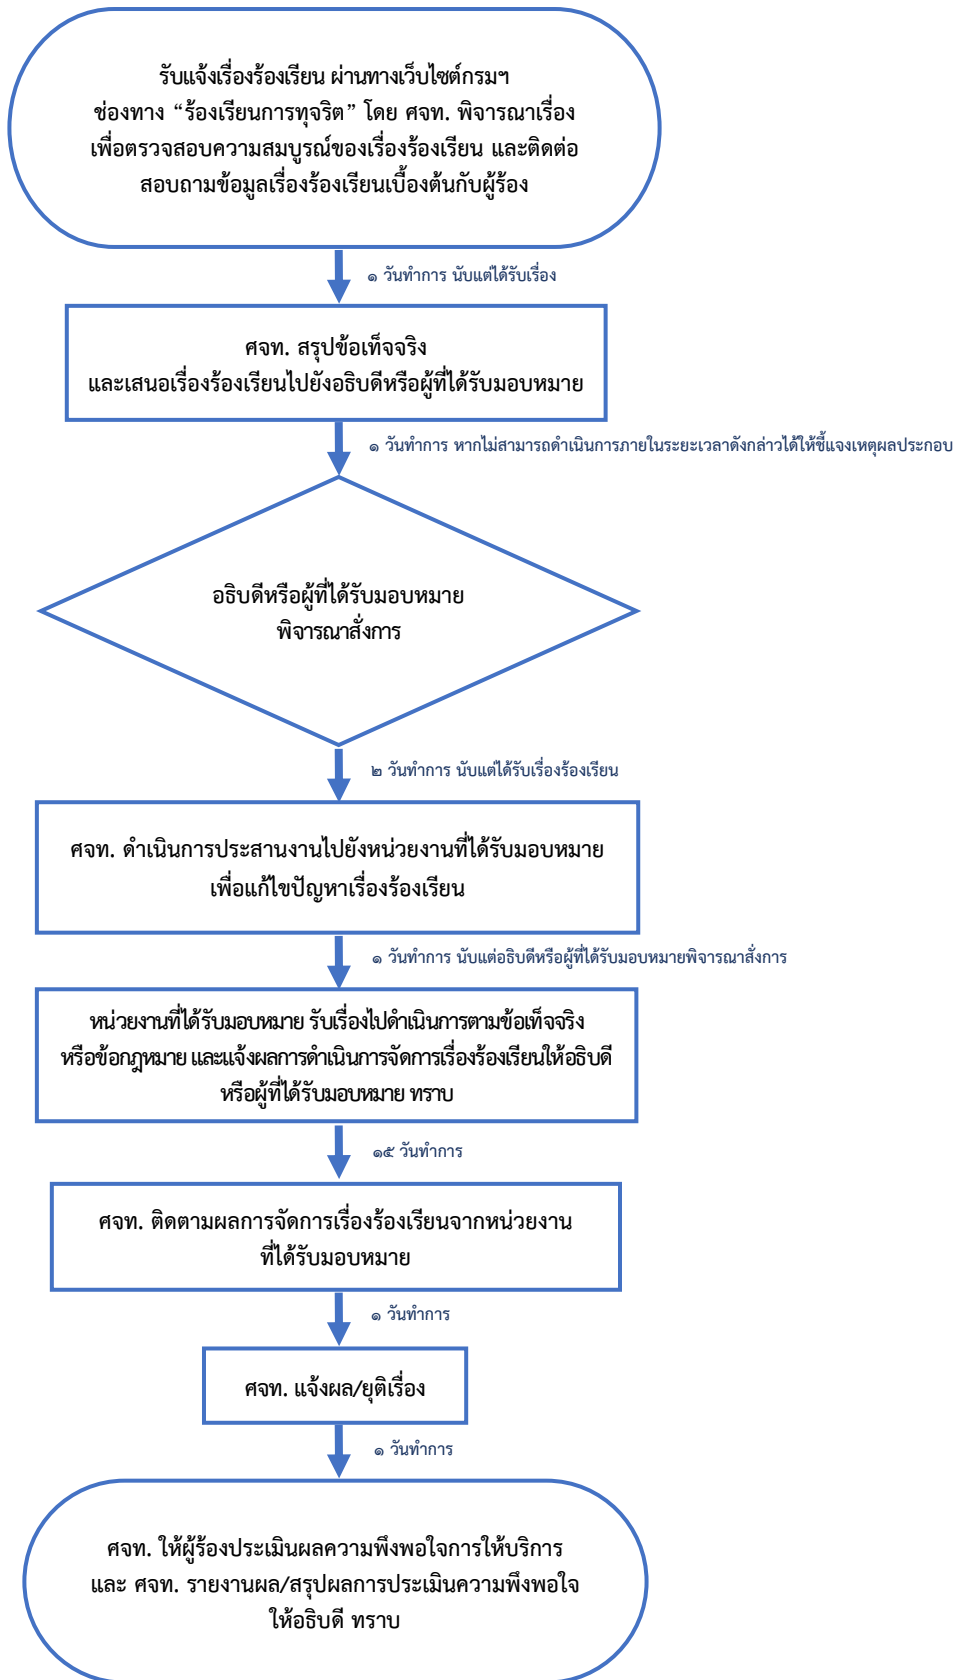 รับแจ้งเรื่องร้องเรียน ผ่านทางเว็บไซต์กรมฯ
ช่องทาง “ร้องเรียนการทุจริต” โดย ศจท. พิจารณาเรื่อง
เพื่อตรวจสอบความสมบูรณ์ของเรื่องร้องเรียน และติดต่อ
สอบถามข้อมูลเรื่องร้องเรียนเบื้องต้นกับผู้ร้อง
๑ วันทำการ นับแต่ได้รับเรื่อง
ศจท. สรุปข้อเท็จจริง
และเสนอเรื่องร้องเรียนไปยังอธิบดีหรือผู้ที่ได้รับมอบหมาย
๑ วันทำการ หากไม่สามารถดำเนินการภายในระยะเวลาดังกล่าวได้ให้ชี้แจงเหตุผลประกอบ
อธิบดีหรือผู้ที่ได้รับมอบหมาย
พิจารณาสั่งการ
๒ วันทำการ นับแต่ได้รับเรื่องร้องเรียน
ศจท. ดำเนินการประสานงานไปยังหน่วยงานที่ได้รับมอบหมาย
เพื่อแก้ไขปัญหาเรื่องร้องเรียน
๑ วันทำการ นับแต่อธิบดีหรือผู้ที่ได้รับมอบหมายพิจารณาสั่งการ
หน่วยงานที่ได้รับมอบหมาย รับเรื่องไปดำเนินการตามข้อเท็จจริง
หรือข้อกฎหมาย และแจ้งผลการดำเนินการจัดการเรื่องร้องเรียนให้อธิบดี
หรือผู้ที่ได้รับมอบหมาย ทราบ
๑๕ วันทำการ
ศจท. ติดตามผลการจัดการเรื่องร้องเรียนจากหน่วยงาน
ที่ได้รับมอบหมาย
๑ วันทำการ
ศจท. แจ้งผล/ยุติเรื่อง
๑ วันทำการ
ศจท. ให้ผู้ร้องประเมินผลความพึงพอใจการให้บริการ
และ ศจท. รายงานผล/สรุปผลการประเมินความพึงพอใจ
ให้อธิบดี ทราบ